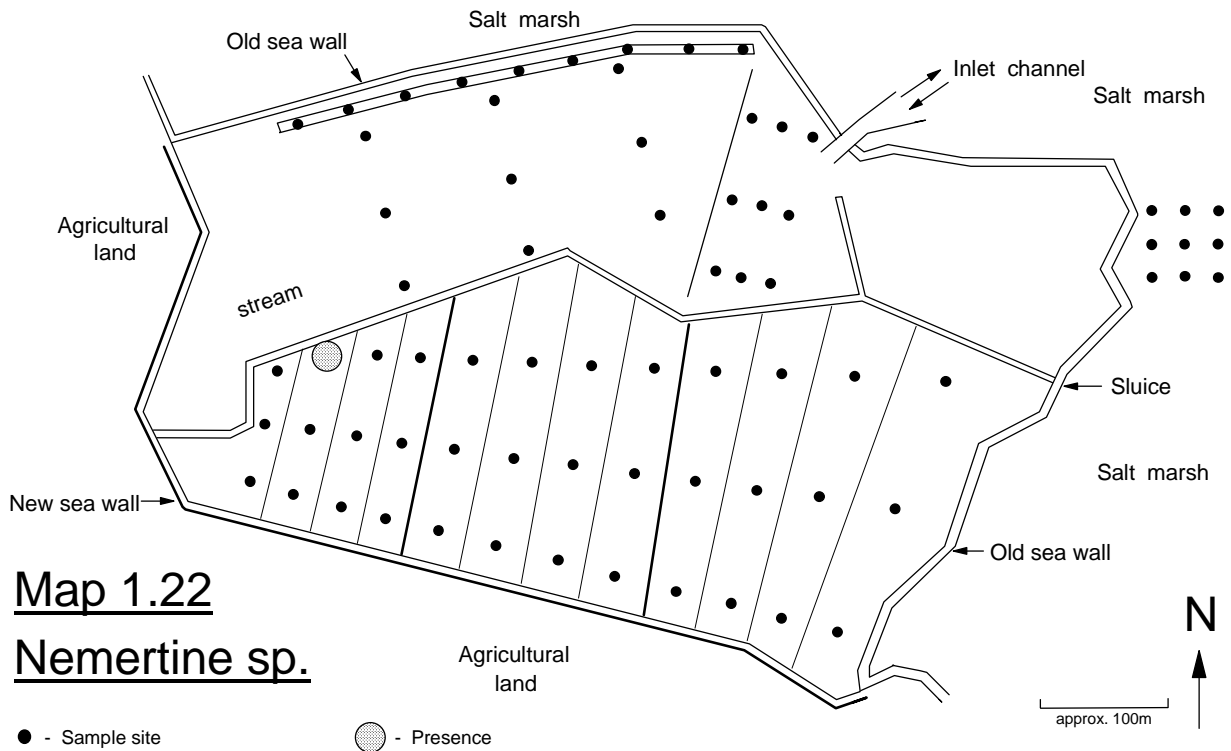 Salt marsh
Old sea wall
Inlet channel
Salt marsh
Agricultural
land
stream
Sluice
Salt marsh
New sea wall
Old sea wall
Map 1.22
Nemertine sp.
Agricultural
land
N
approx. 100m
- Sample site
- Presence